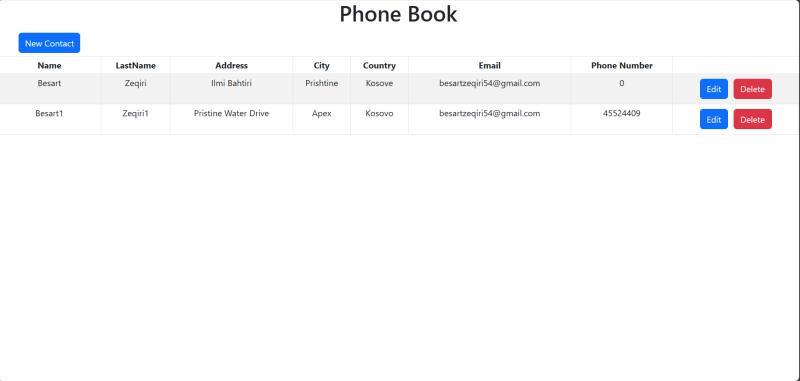 Phone Book
New Contact
Name LastName Address City Country Email Phone Number
Besart Zeqiri Ilmi Bahtiri Prishtine Kosove besartzeqiri54@gmail.com 0 Edit Delete
Besart1 Zeqiri1 Pristine Water Drive Apex Kosovo besartzeqiri54@gmail.com 45524409 Edit Delete